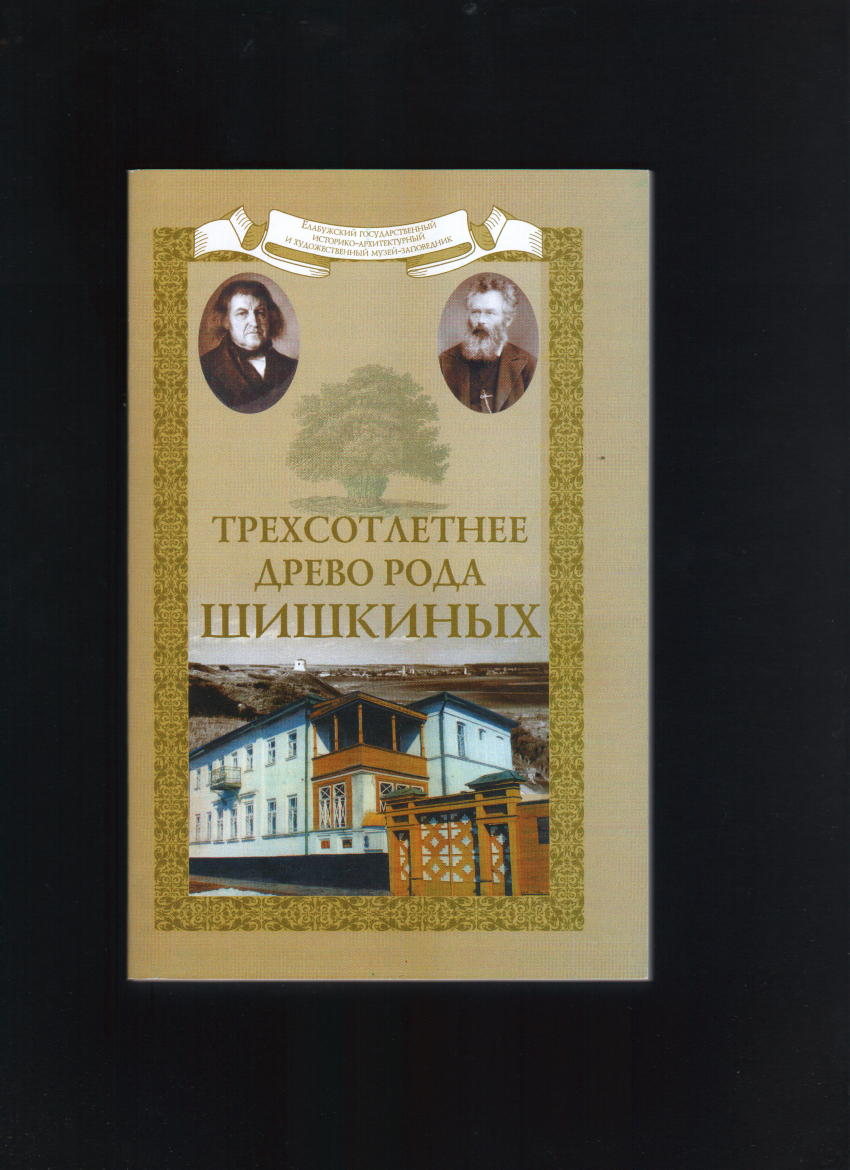 Елабужский государственный
историко-архитектурный
и художественный музей-заповедник
ТРЕХСОТЛЕТНЕЕ
ДРЕВО РОДА
ШИШКИНЫХ